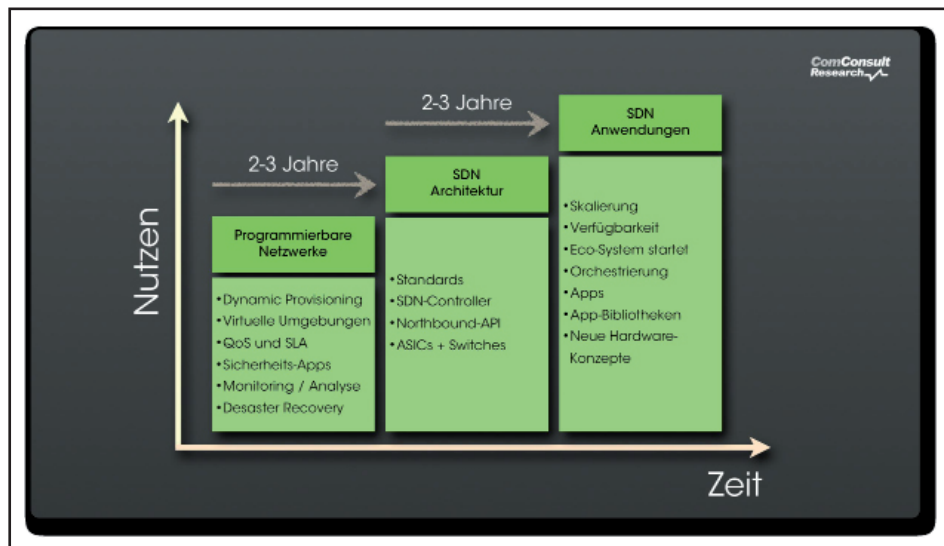 ComConsult
Research
2-3 Jahre
SDN
Anwendungen
2-3 Jahre
SDN
Architektur
Programmierbare
Netzwerke
• Dynamic Provisioning
• Virtuelle Umgebungen
• QoS und SLA
• Sicherheits-Apps
• Monitoring / Analyse
• Desaster Recovery
• Standards
• SDN-Controller
• Northbound-API
• ASICs + Switches
• Skalierung
• Verfügbarkeit
• Eco-System startet
• Orchestrierung
• Apps
• App-Bibliotheken
• Neue Hardware-
Konzepte
Nutzen
Zeit